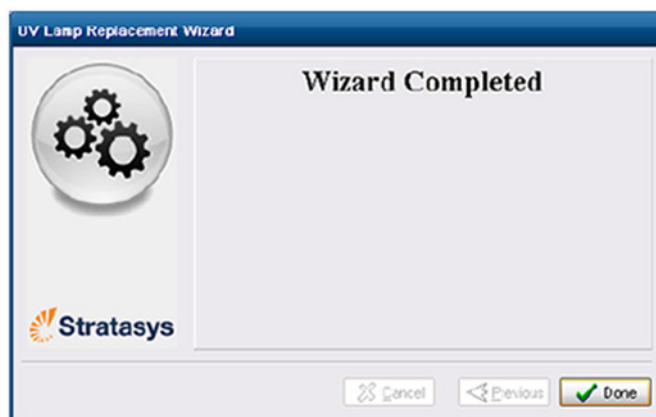 UV Lamp Replacement Wizard
Wizard Completed
Stratasys
Cancel
Previous
Done